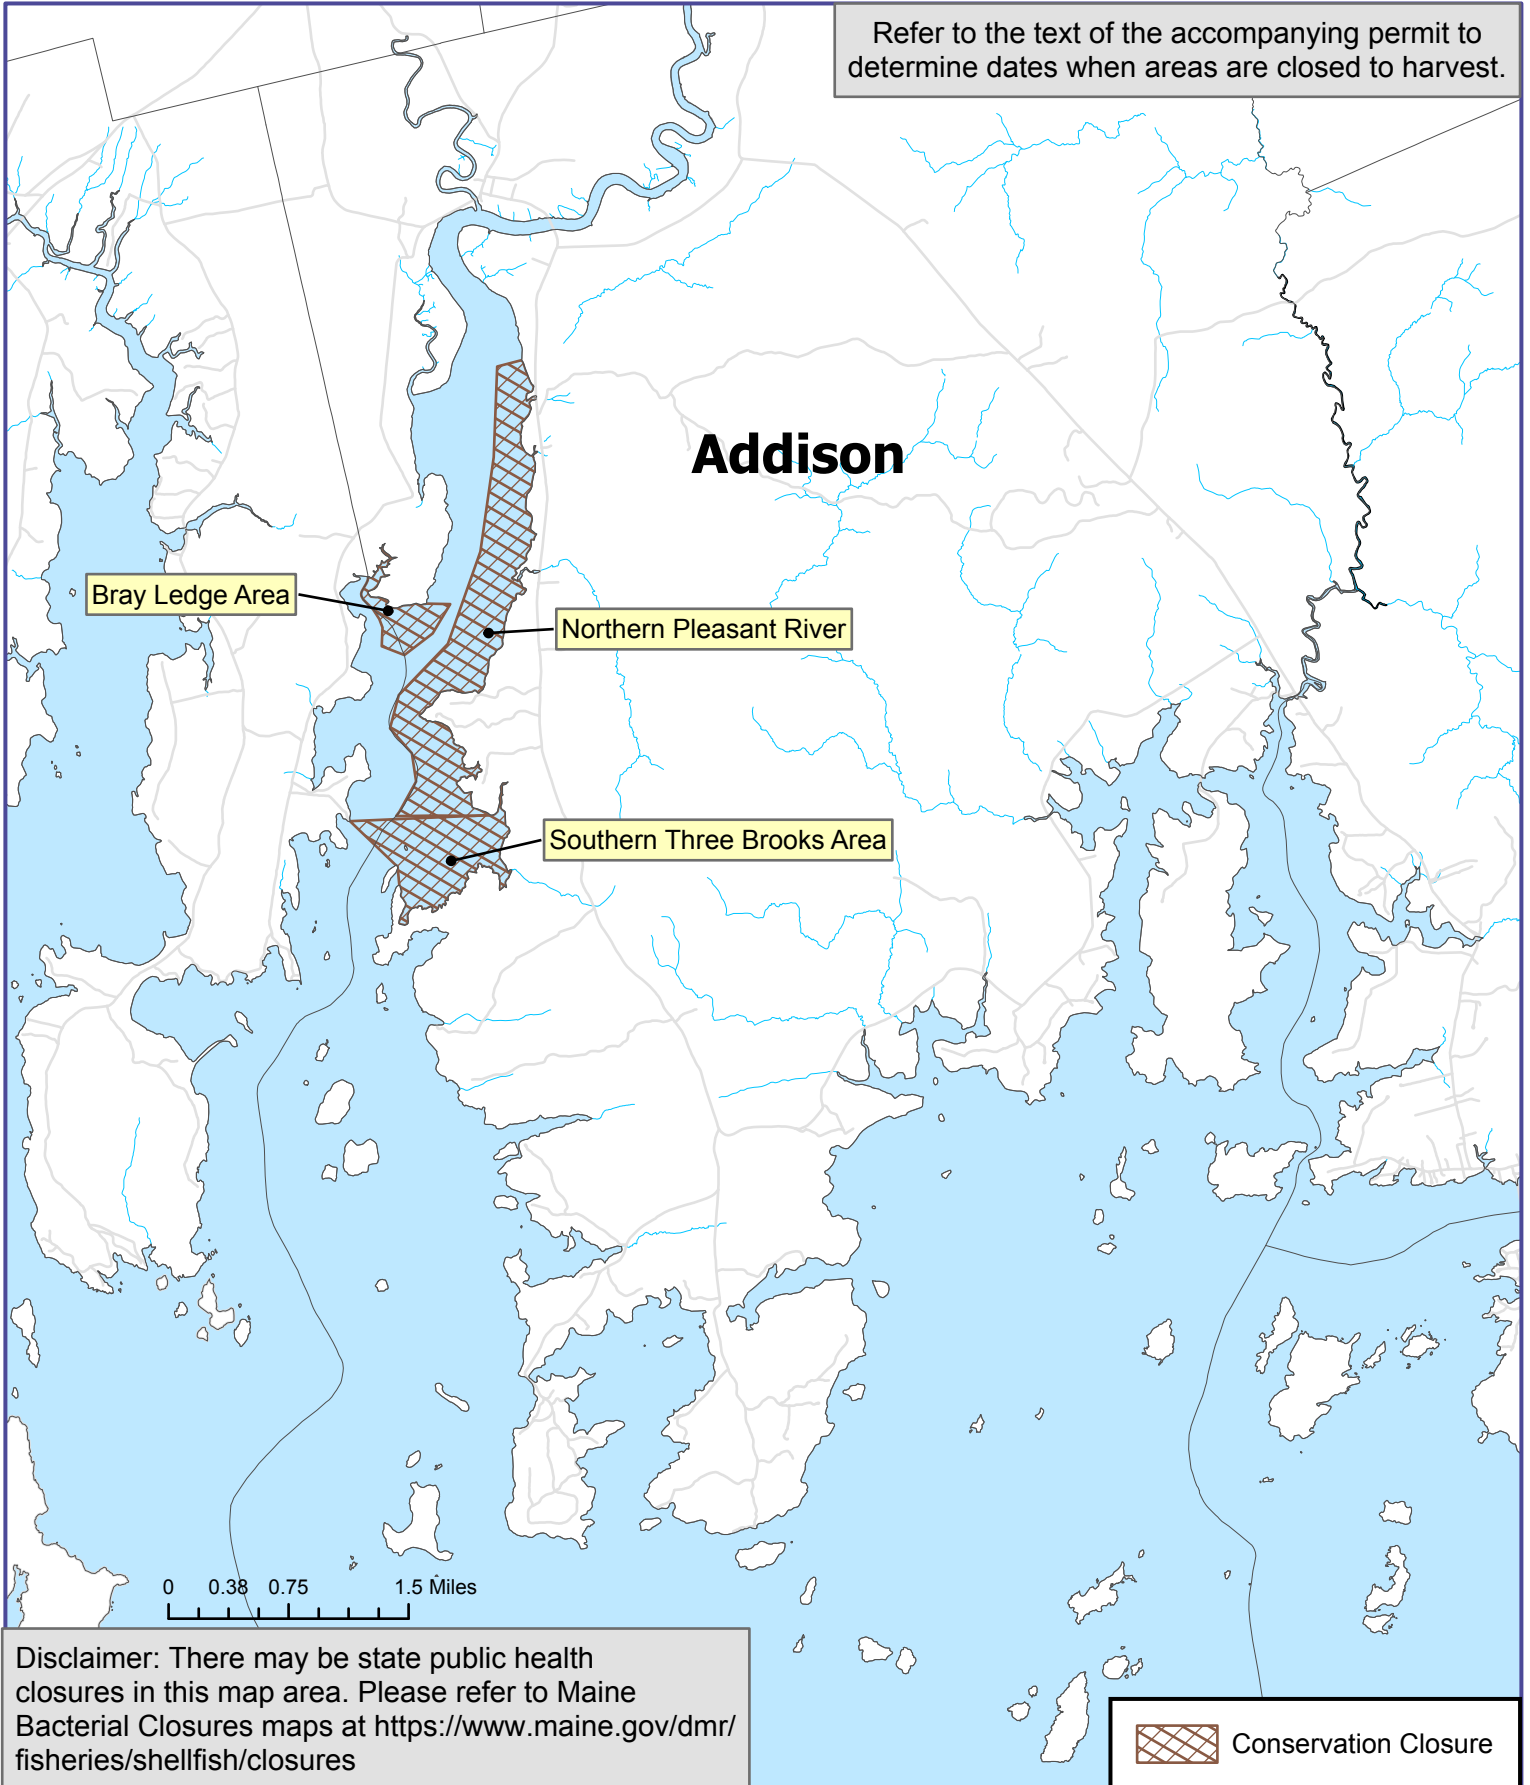 Refer to the text of the accompanying permit to
determine dates when areas are closed to harvest.
Addison
Bray Ledge Area
Northern Pleasant River
Southern Three Brooks Area
0 0.38 0.75 1.5 Miles
Disclaimer: There may be state public health
closures in this map area. Please refer to Maine
Bacterial Closures maps at https://www.maine.gov/dmr/
fisheries/shellfish/closures
Conservation Closure